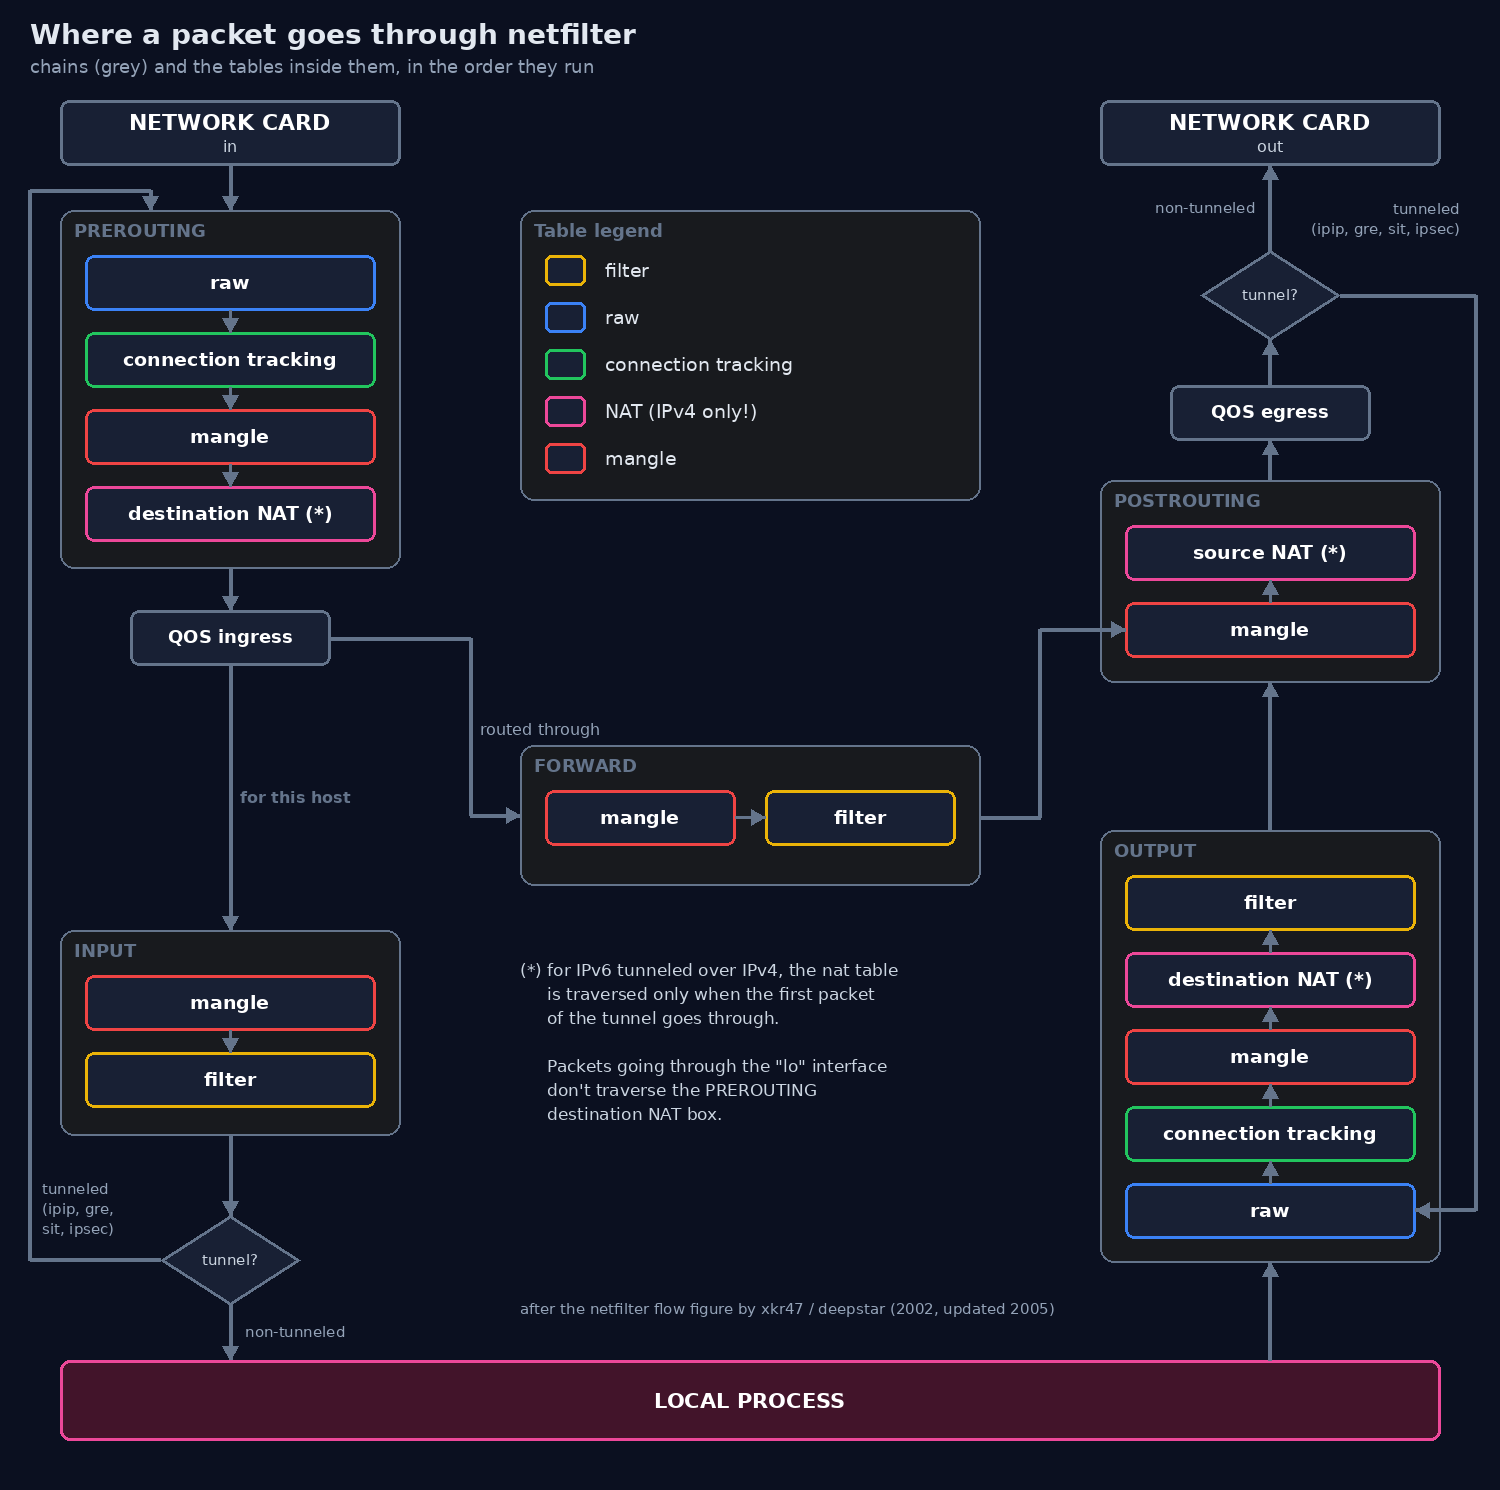 Where a packet goes through netfilter
chains (grey) and the tables inside them, in the order they run
NETWORK CARD
in
PREROUTING
raw
connection tracking
mangle
destination NAT (*)
QOS ingress
for this host
routed through
INPUT
mangle
filter
tunneled
(ipip, gre,
sit, ipsec)
tunnel?
non-tunneled
Table legend
filter
raw
connection tracking
NAT (IPv4 only!)
mangle
FORWARD
mangle
filter
(*) for IPv6 tunneled over IPv4, the nat table
is traversed only when the first packet
of the tunnel goes through.
Packets going through the "lo" interface
don't traverse the PREROUTING
destination NAT box.
after the netfilter flow figure by xkr47 / deepstar (2002, updated 2005)
NETWORK CARD
out
non-tunneled
tunneled
(ipip, gre, sit, ipsec)
tunnel?
QOS egress
POSTROUTING
source NAT (*)
mangle
OUTPUT
filter
destination NAT (*)
mangle
connection tracking
raw
LOCAL PROCESS